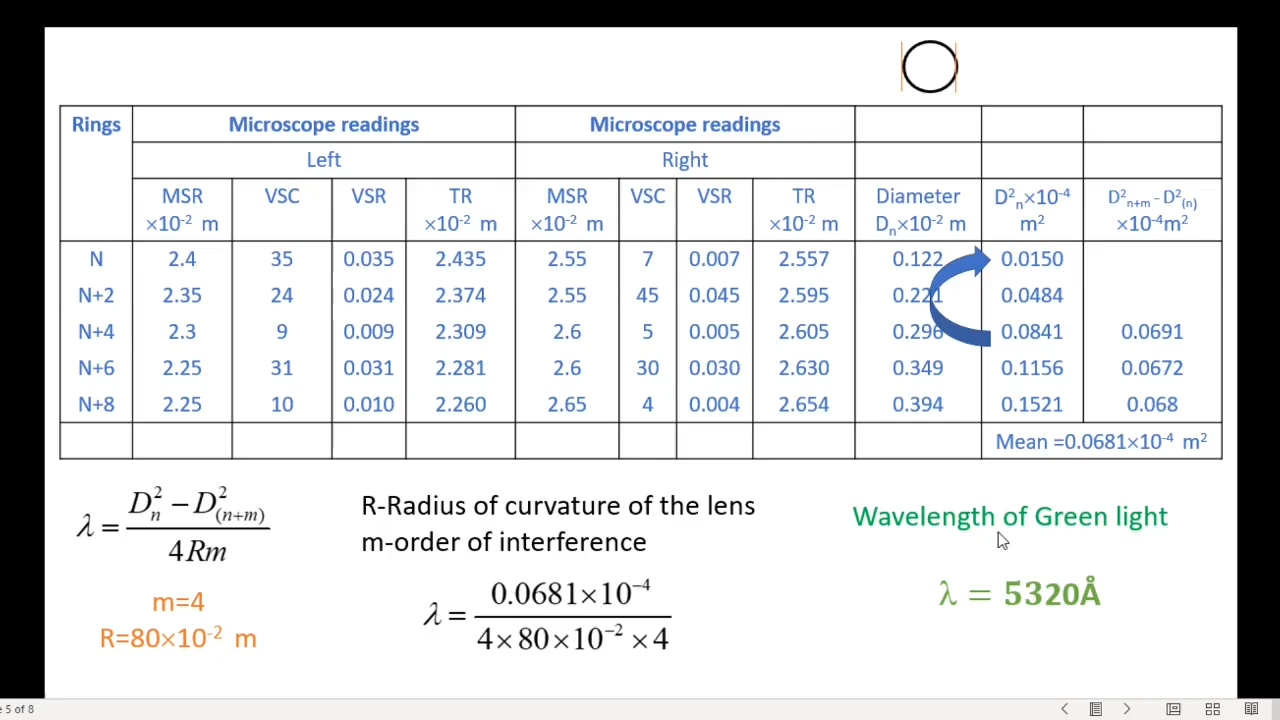 Rings Microscope readings Microscope readings
Left Right
MSR VSC VSR TR MSR VSC VSR TR Diameter D²ₙ×10⁻⁴ D²ₙ₊ₘ - D²₍ₙ₎
×10⁻² m ×10⁻² m ×10⁻² m ×10⁻² m Dₙ×10⁻² m m² ×10⁻⁴m²
N 2.4 35 0.035 2.435 2.55 7 0.007 2.557 0.122 0.0150
N+2 2.35 24 0.024 2.374 2.55 45 0.045 2.595 0.221 0.0484
N+4 2.3 9 0.009 2.309 2.6 5 0.005 2.605 0.296 0.0841 0.0691
N+6 2.25 31 0.031 2.281 2.6 30 0.030 2.630 0.349 0.1156 0.0672
N+8 2.25 10 0.010 2.260 2.65 4 0.004 2.654 0.394 0.1521 0.068
Mean =0.0681×10⁻⁴ m²
λ = (D²ₙ − D²₍ₙ₊ₘ₎) / 4Rm
m=4
R=80×10⁻² m
R-Radius of curvature of the lens
m-order of interference
λ = (0.0681×10⁻⁴) / (4×80×10⁻²×4)
Wavelength of Green light
λ = 5320Å
5 of 8